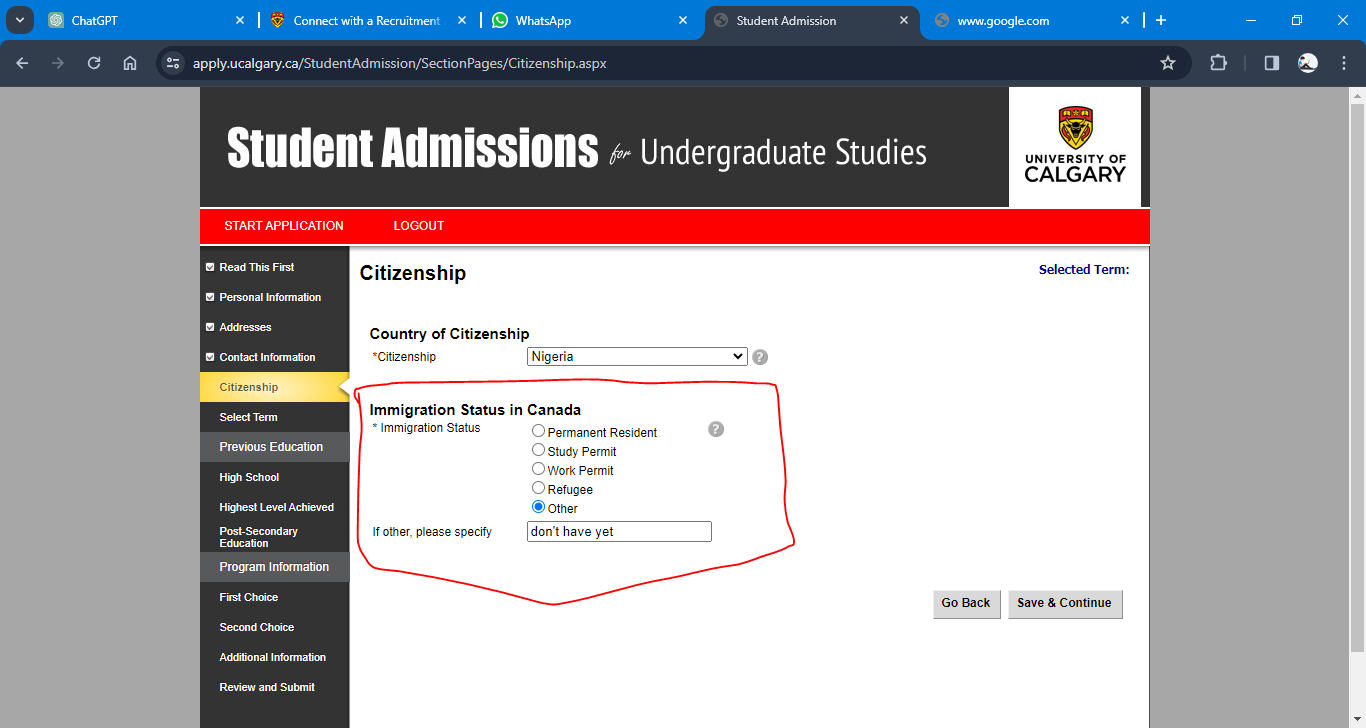 ChatGPT
Connect with a Recruitment
WhatsApp
Student Admission
www.google.com
apply.ucalgary.ca/StudentAdmission/SectionPages/Citizenship.aspx
Student Admissions for Undergraduate Studies
UNIVERSITY OF
CALGARY
START APPLICATION
LOGOUT
Read This First
Personal Information
Addresses
Contact Information
Citizenship
Select Term
Previous Education
High School
Highest Level Achieved
Post-Secondary
Education
Program Information
First Choice
Second Choice
Additional Information
Review and Submit
Citizenship
Selected Term:
Country of Citizenship
*Citizenship
Nigeria
?
Immigration Status in Canada
* Immigration Status
Permanent Resident
?
Study Permit
Work Permit
Refugee
Other
If other, please specify
don't have yet
Go Back
Save & Continue